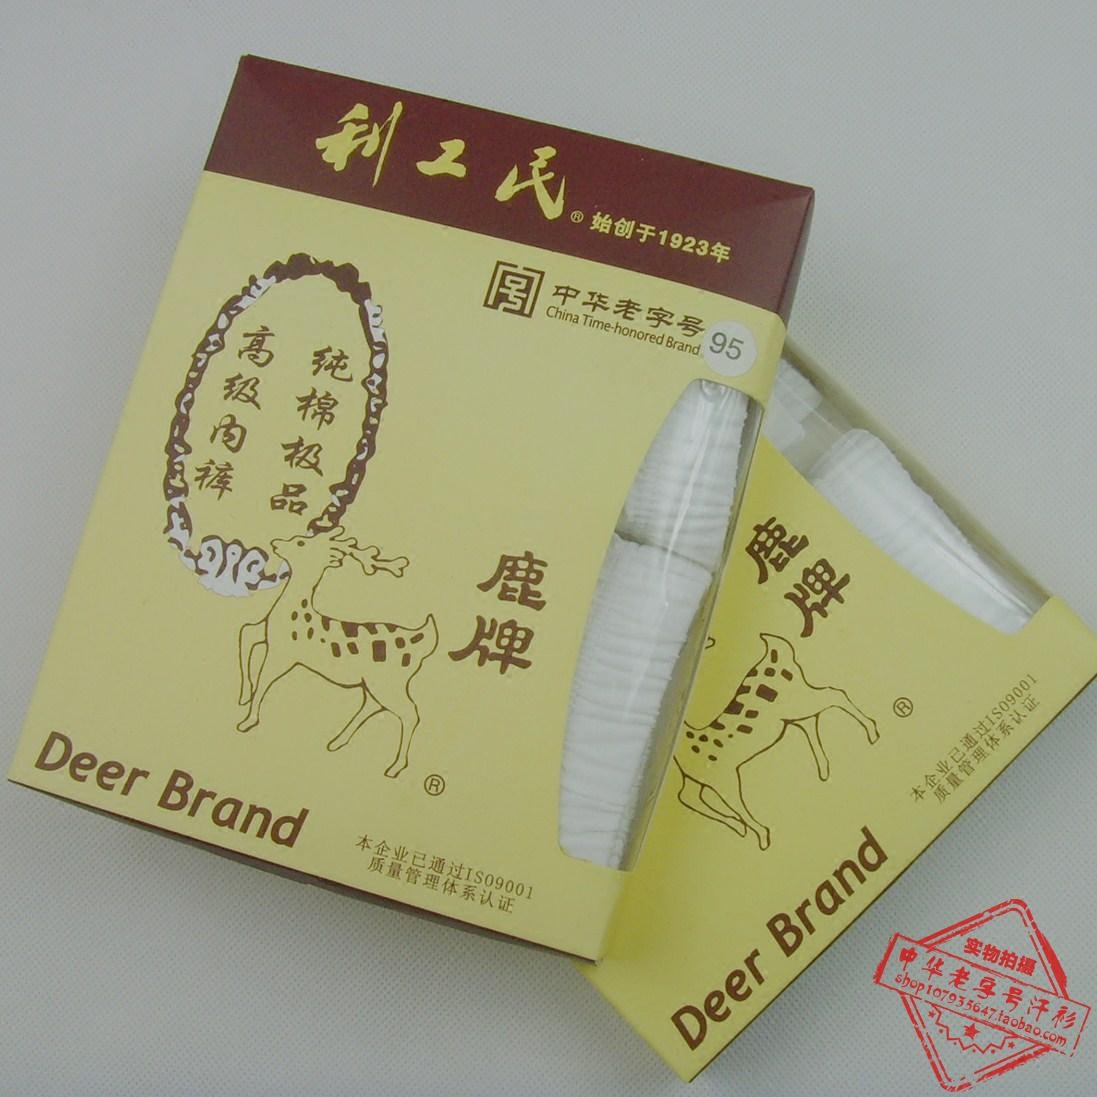 利工民
® 始创于1923年
中华老字号
China Time-honored Brand
95
纯棉极品
高级内裤
鹿牌
®
Deer Brand
本企业已通过ISO9001
质量管理体系认证
鹿牌
®
本企业已通过ISO9001
质量管理体系认证
Deer Brand
实物拍摄
中华老字号汗衫
shop107935647.taobao.com